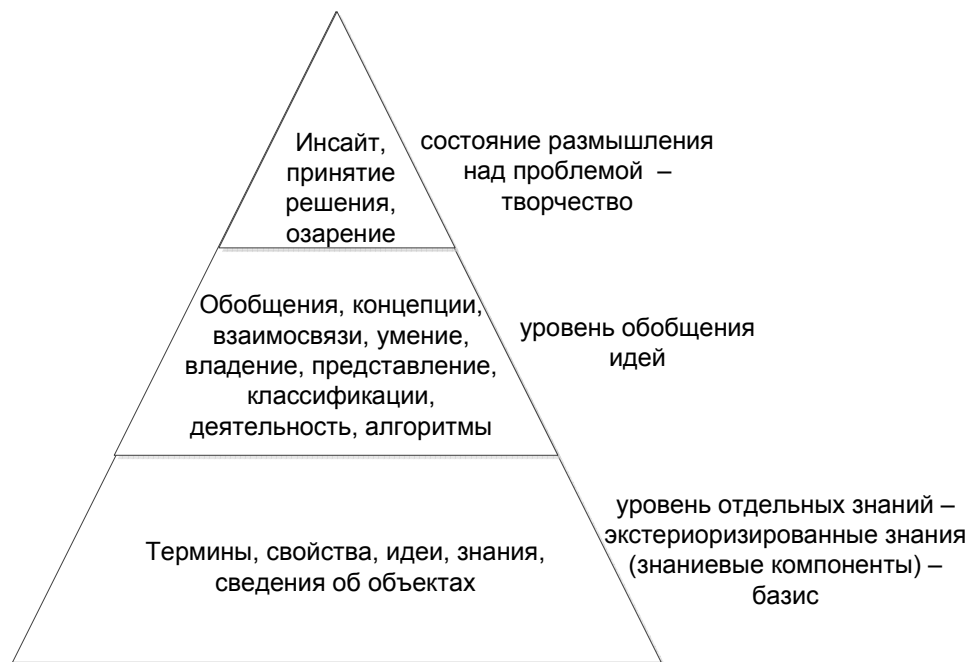 Инсайт,
принятие
решения,
озарение
состояние размышления
над проблемой –
творчество
Обобщения, концепции,
взаимосвязи, умение,
владение, представление,
классификации,
деятельность, алгоритмы
уровень обобщения
идей
Термины, свойства, идеи, знания,
сведения об объектах
уровень отдельных знаний –
экстериоризированные знания
(знаниевые компоненты) –
базис